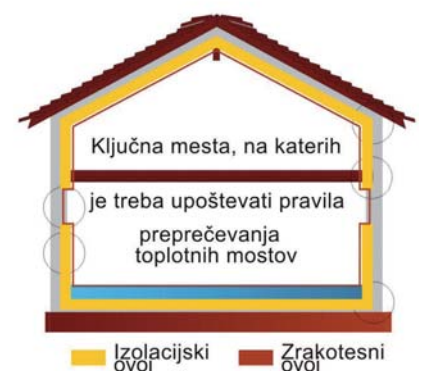 Ključna mesta, na katerih
je treba upoštevati pravila
preprečevanja
toplotnih mostov
Izolacijski
ovoj
Zrakotesni
ovoj